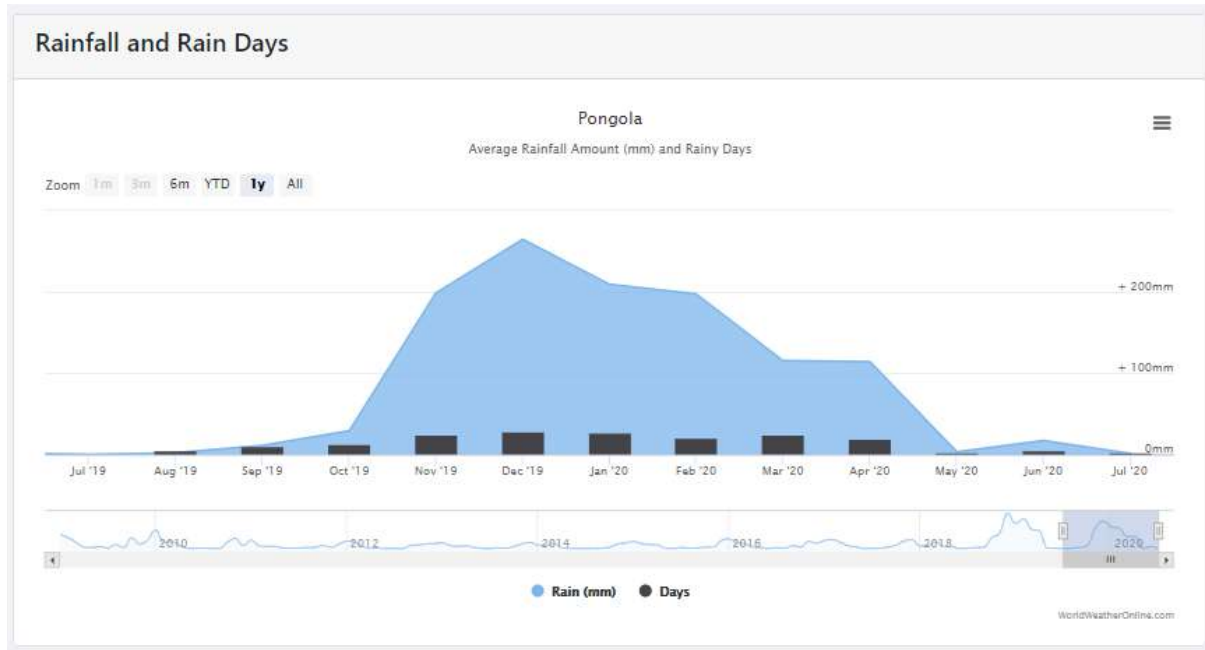 Rainfall and Rain Days
Pongola
Average Rainfall Amount (mm) and Rainy Days
Zoom 1m 3m 6m YTD 1y All
+ 200mm
+ 100mm
0mm
Jul '19 Aug '19 Sep '19 Oct '19 Nov '19 Dec '19 Jan '20 Feb '20 Mar '20 Apr '20 May '20 Jun '20 Jul '20
2010 2012 2014 2016 2018 2020
Rain (mm) Days
WorldWeatherOnline.com